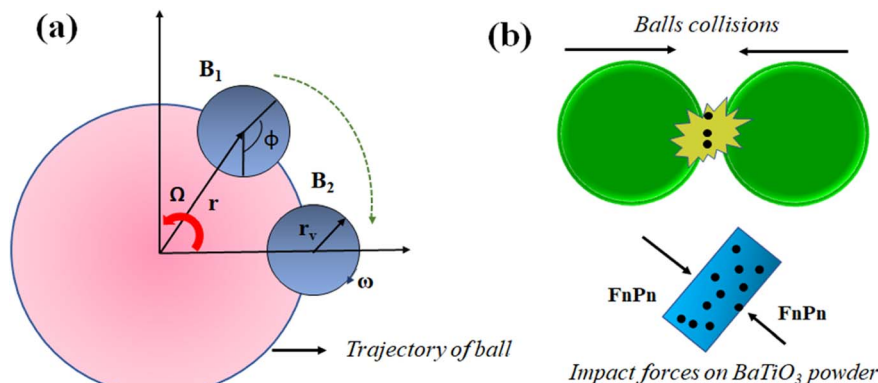 (a)
B1
ϕ
Ω
r
B2
rv
ω
Trajectory of ball
(b)
Balls collisions
FnPn
FnPn
Impact forces on BaTiO3 powder